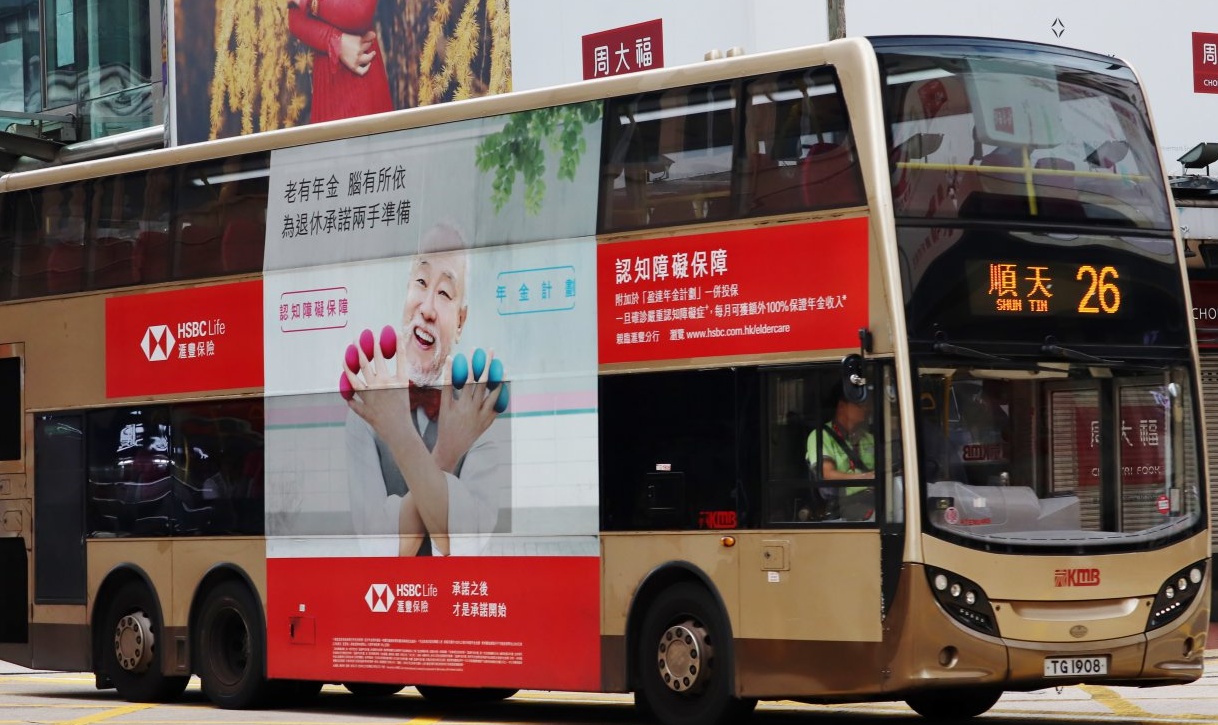 周大福
周
CHO
老有年金 腦有所依
為退休承諾兩手準備
認知障礙保障
年金計劃
HSBC Life
滙豐保險
認知障礙保障
附加於「盈達年金計劃」一併投保
一旦確診嚴重認知障礙症^，每月可獲額外100%保證年金收入*
親臨滙豐分行 瀏覽 www.hsbc.com.hk/eldercare
順天 26
SHUN TIN
周大福
KMB
KMB
HSBC Life
滙豐保險
承諾之後
才是承諾開始
KMB
TG 1908